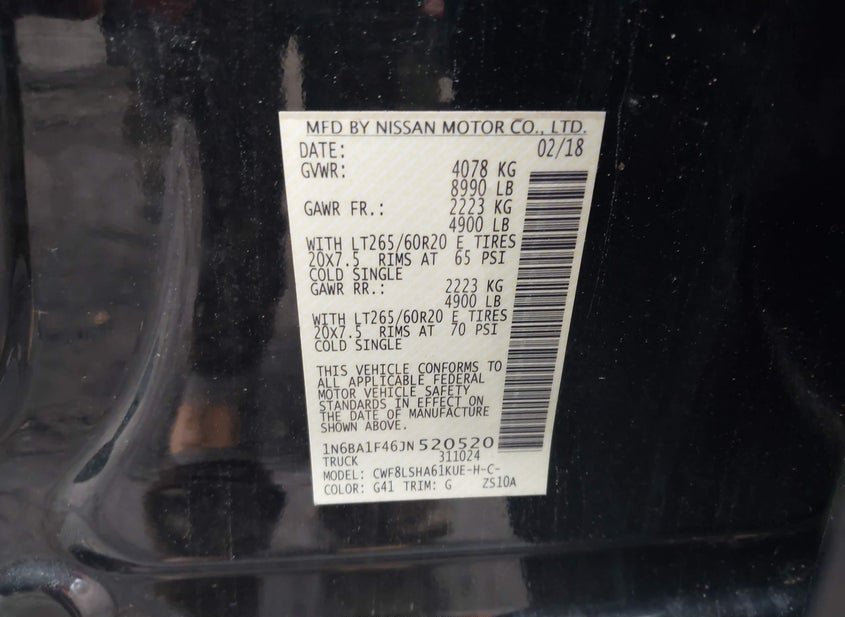 MFD BY NISSAN MOTOR CO., LTD.
DATE: 02/18
GVWR: 4078 KG
8990 LB
GAWR FR.: 2223 KG
4900 LB
WITH LT265/60R20 E TIRES
20X7.5 RIMS AT 65 PSI
COLD SINGLE
GAWR RR.: 2223 KG
4900 LB
WITH LT265/60R20 E TIRES
20X7.5 RIMS AT 70 PSI
COLD SINGLE
THIS VEHICLE CONFORMS TO
ALL APPLICABLE FEDERAL
MOTOR VEHICLE SAFETY
STANDARDS IN EFFECT ON
THE DATE OF MANUFACTURE
SHOWN ABOVE.
1N6BA1F46JN520520
TRUCK 311024
MODEL: CWF8LSHA61KUE-H-C-
COLOR: G41 TRIM: G ZS10A